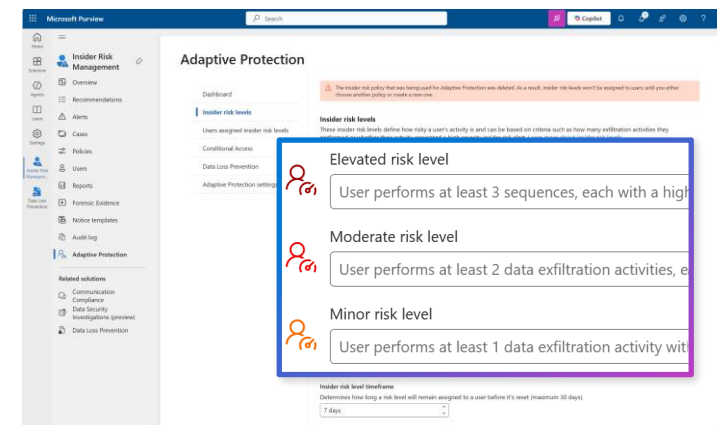 Microsoft Purview
Search
Copilot
?
Home
Solutions
Agents
Learn
Settings
Insider Risk
Managem...
Data Loss
Prevention
Insider Risk
Management
Overview
Recommendations
Alerts
Cases
Policies
Users
Reports
Forensic Evidence
Notice templates
Audit log
Adaptive Protection
Related solutions
Communication
Compliance
Data Security
Investigations (preview)
Data Loss Prevention
Adaptive Protection
Dashboard
Insider risk levels
Users assigned insider risk levels
Conditional Access
Data Loss Prevention
Adaptive Protection settings
The insider risk policy that was being used for Adaptive Protection was deleted. As a result, insider risk levels won't be assigned to users until you either
choose another policy or create a new one.
Insider risk levels
These insider risk levels define how risky a user's activity is and can be based on criteria such as how many exfiltration activities they
Elevated risk level
User performs at least 3 sequences, each with a high
Moderate risk level
User performs at least 2 data exfiltration activities, e
Minor risk level
User performs at least 1 data exfiltration activity wit
Insider risk level timeframe
Determines how long a risk level will remain assigned to a user before it's reset (maximum 30 days).
7 days